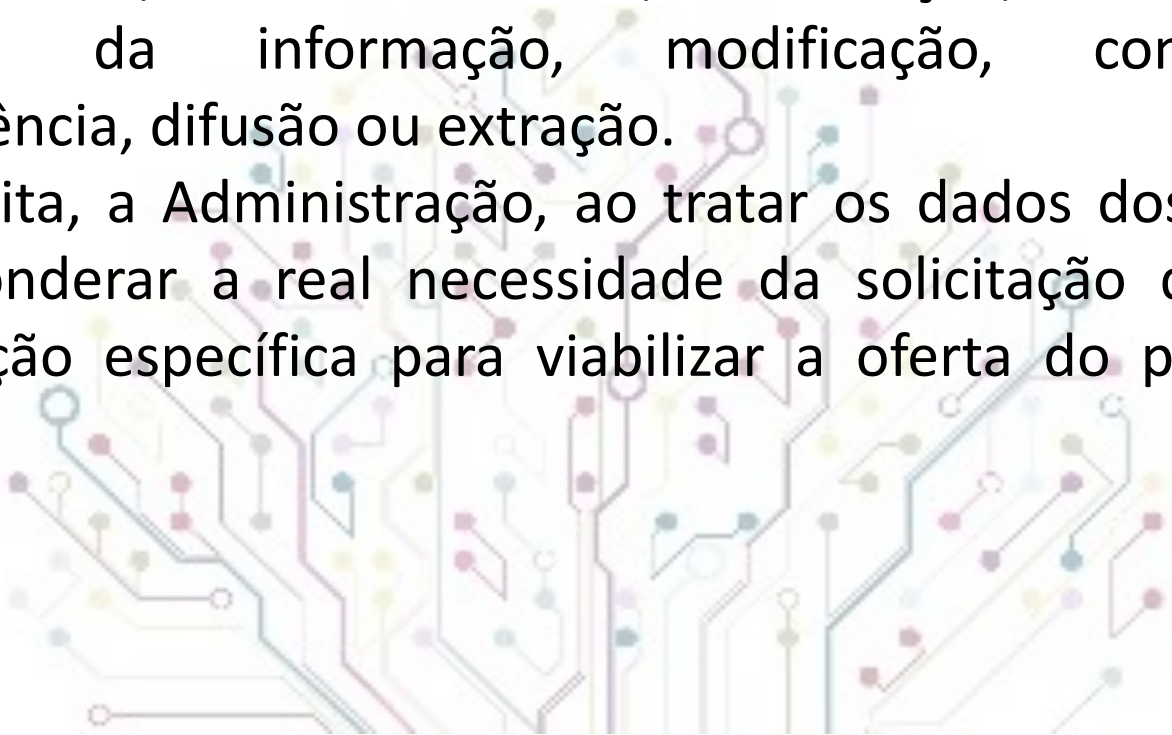 da informação, modificação, cor
ência, difusão ou extração.
ita, a Administração, ao tratar os dados dos
onderar a real necessidade da solicitação
ção específica para viabilizar a oferta do p